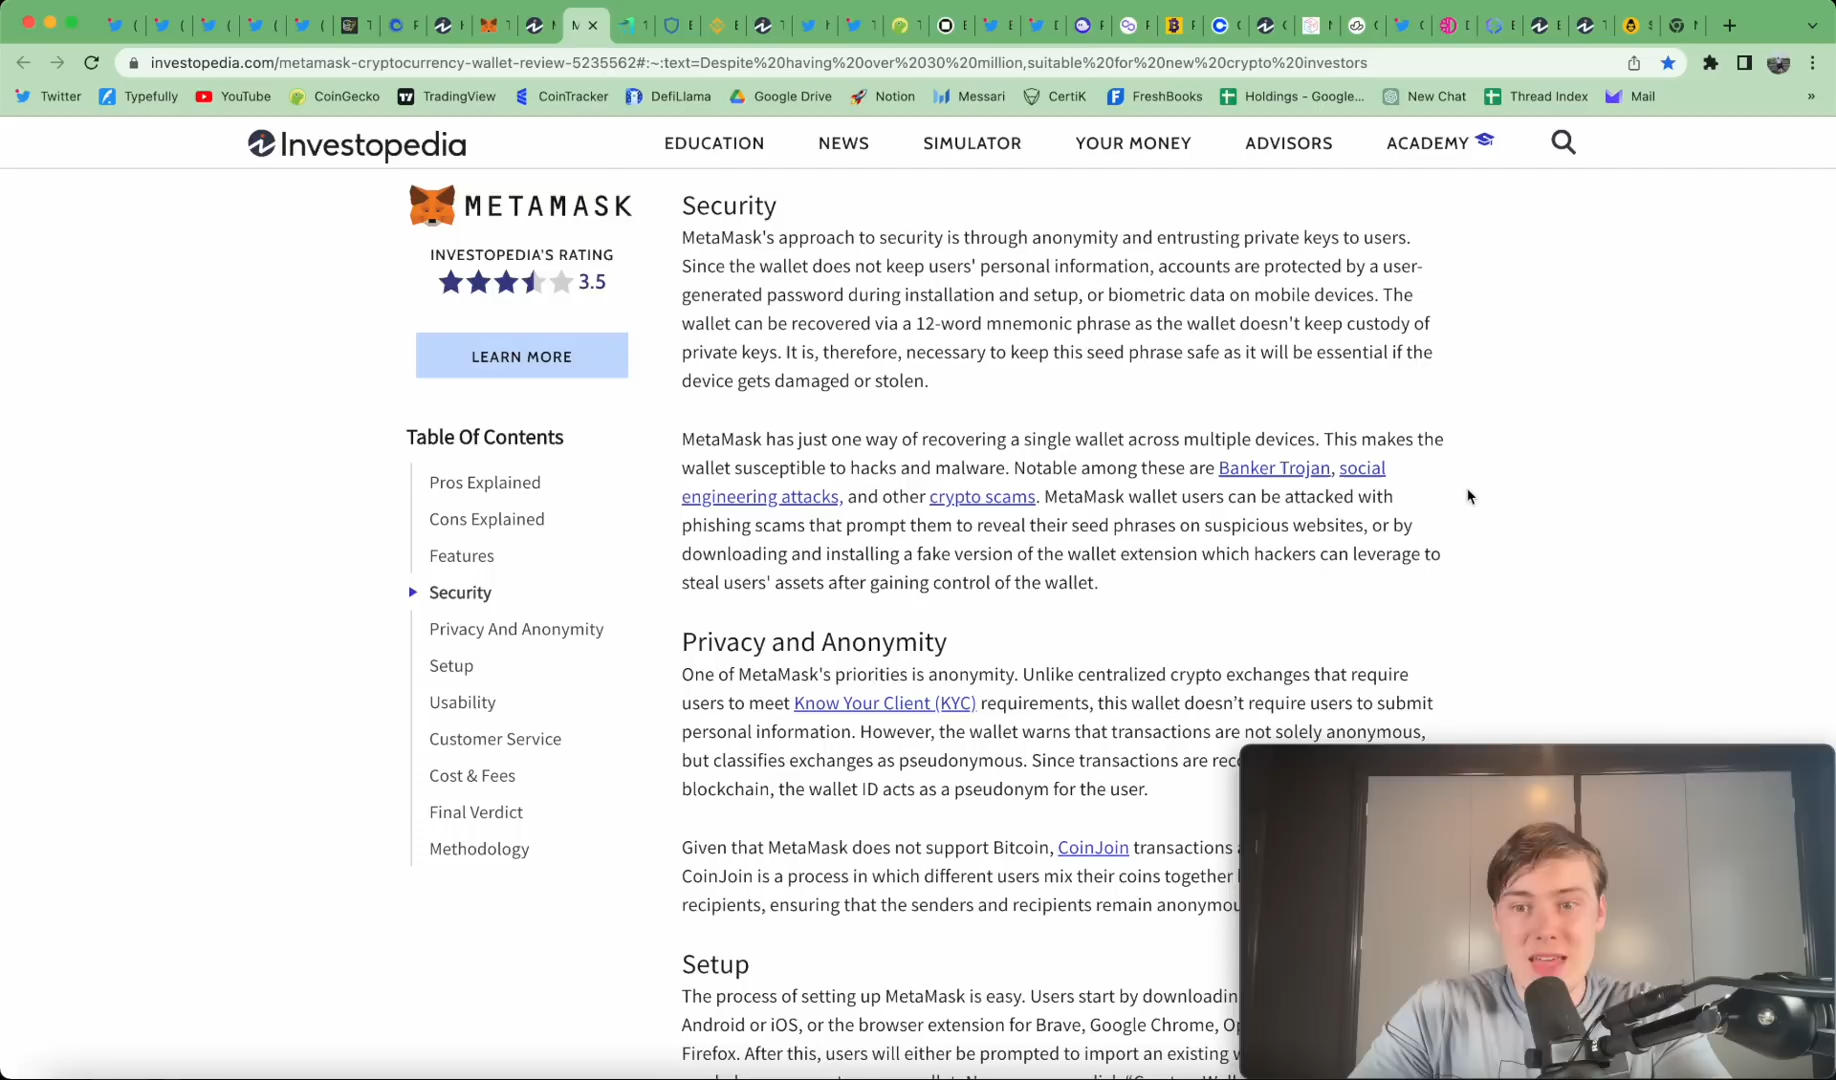 investopedia.com/metamask-cryptocurrency-wallet-review-5235562#:~:text=Despite%20having%20over%2030%20million,suitable%20for%20new%20crypto%20investors
Twitter Typefully YouTube CoinGecko TradingView CoinTracker DefiLlama Google Drive Notion Messari CertiK FreshBooks Holdings - Google... New Chat Thread Index Mail »
Investopedia EDUCATION NEWS SIMULATOR YOUR MONEY ADVISORS ACADEMY
METAMASK
INVESTOPEDIA'S RATING
3.5
LEARN MORE
Table Of Contents
Pros Explained
Cons Explained
Features
Security
Privacy And Anonymity
Setup
Usability
Customer Service
Cost & Fees
Final Verdict
Methodology
Security
MetaMask's approach to security is through anonymity and entrusting private keys to users.
Since the wallet does not keep users' personal information, accounts are protected by a user-
generated password during installation and setup, or biometric data on mobile devices. The
wallet can be recovered via a 12-word mnemonic phrase as the wallet doesn't keep custody of
private keys. It is, therefore, necessary to keep this seed phrase safe as it will be essential if the
device gets damaged or stolen.
MetaMask has just one way of recovering a single wallet across multiple devices. This makes the
wallet susceptible to hacks and malware. Notable among these are Banker Trojan, social
engineering attacks, and other crypto scams. MetaMask wallet users can be attacked with
phishing scams that prompt them to reveal their seed phrases on suspicious websites, or by
downloading and installing a fake version of the wallet extension which hackers can leverage to
steal users' assets after gaining control of the wallet.
Privacy and Anonymity
One of MetaMask's priorities is anonymity. Unlike centralized crypto exchanges that require
users to meet Know Your Client (KYC) requirements, this wallet doesn’t require users to submit
personal information. However, the wallet warns that transactions are not solely anonymous,
but classifies exchanges as pseudonymous. Since transactions are
blockchain, the wallet ID acts as a pseudonym for the user.
Given that MetaMask does not support Bitcoin, CoinJoin transactions
CoinJoin is a process in which different users mix their coins together
recipients, ensuring that the senders and recipients remain
Setup
The process of setting up MetaMask is easy. Users start by
Android or iOS, or the browser extension for Brave, Google Chrome,
Firefox. After this, users will either be prompted to import an existing